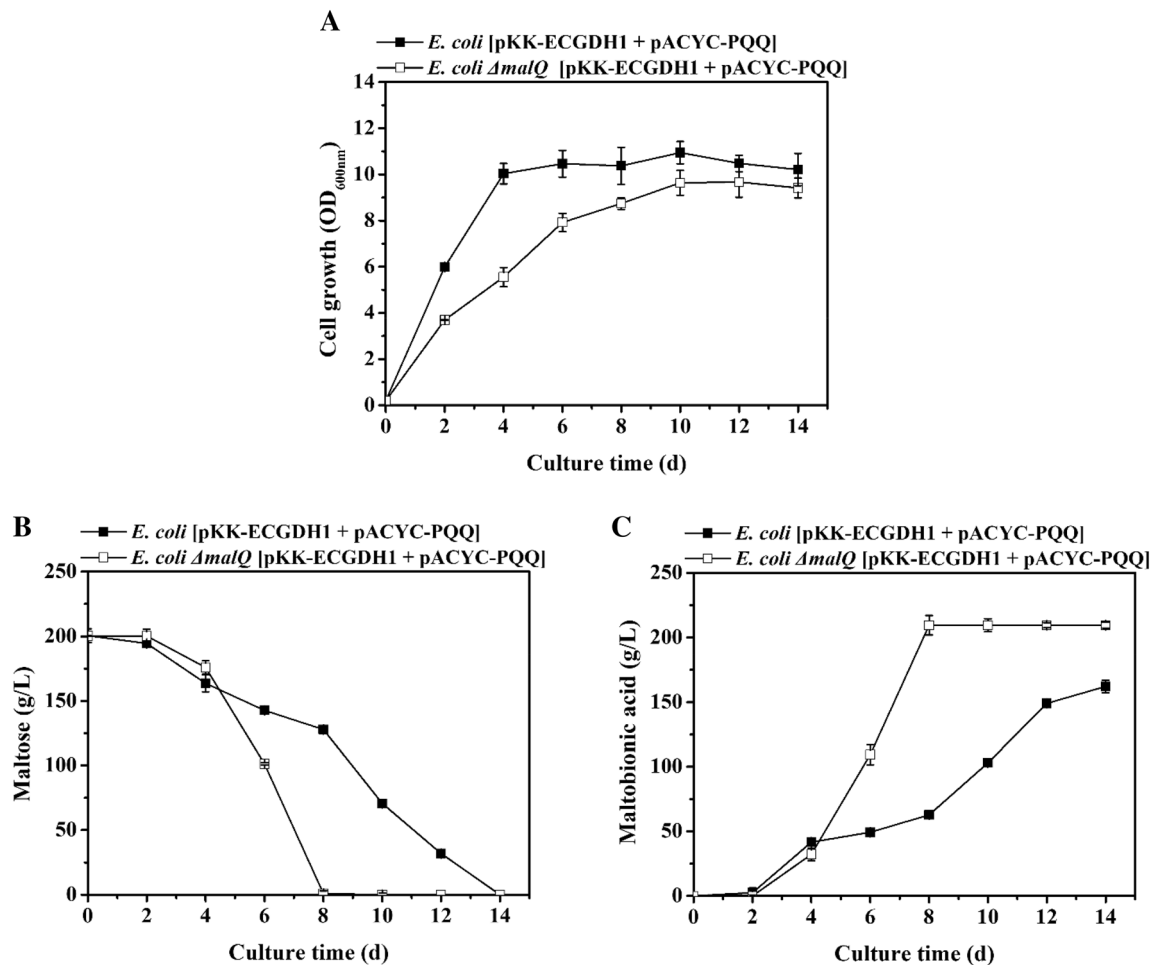 A
E. coli [pKK-ECGDH1 + pACYC-PQQ]
E. coli ΔmalQ [pKK-ECGDH1 + pACYC-PQQ]
14
12
10
8
6
4
2
0
Cell growth (OD600nm)
0 2 4 6 8 10 12 14
Culture time (d)
B
E. coli [pKK-ECGDH1 + pACYC-PQQ]
E. coli ΔmalQ [pKK-ECGDH1 + pACYC-PQQ]
250
200
150
100
50
0
Maltose (g/L)
0 2 4 6 8 10 12 14
Culture time (d)
C
E. coli [pKK-ECGDH1 + pACYC-PQQ]
E. coli ΔmalQ [pKK-ECGDH1 + pACYC-PQQ]
250
200
150
100
50
0
Maltobionic acid (g/L)
0 2 4 6 8 10 12 14
Culture time (d)